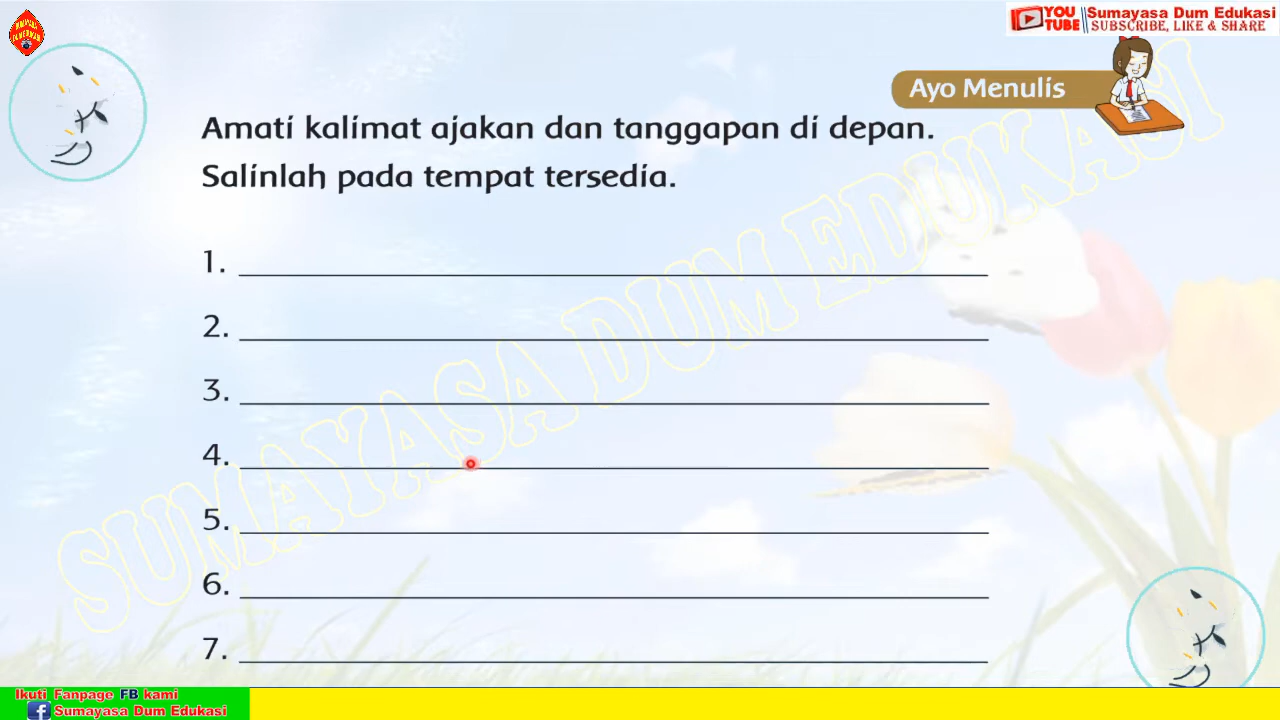 YOU TUBE
Sumayasa Dum Edukasi
SUBSCRIBE, LIKE & SHARE
Ayo Menulis
Amati kalimat ajakan dan tanggapan di depan.
Salinlah pada tempat tersedia.
1.
2.
3.
4.
5.
6.
7.
SUMAYASA DUM EDUKASI
Ikuti Fanpage FB kami
Sumayasa Dum Edukasi